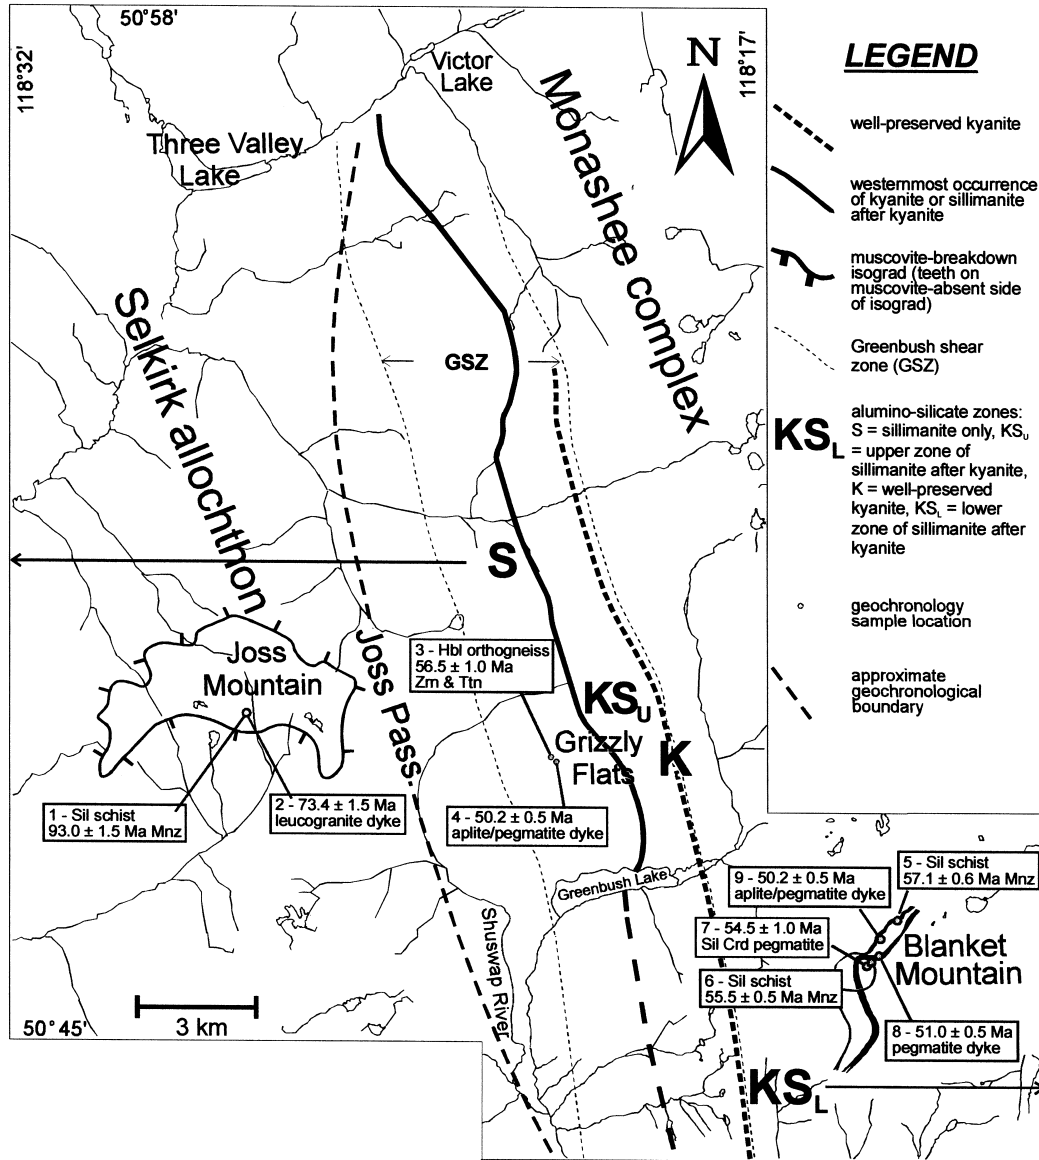 50°58'
118°32'
118°17'
Victor
Lake
N
Three Valley
Lake
Monashee complex
Selkirk allochthon
GSZ
S
Joss
Mountain
Joss Pass
3 - Hbl orthogneiss
56.5 ± 1.0 Ma
Zrn & Ttn
KSU
Grizzly
Flats
K
1 - Sil schist
93.0 ± 1.5 Ma Mnz
2 - 73.4 ± 1.5 Ma
leucogranite dyke
4 - 50.2 ± 0.5 Ma
aplite/pegmatite dyke
Greenbush Lake
Shuswap River
9 - 50.2 ± 0.5 Ma
aplite/pegmatite dyke
5 - Sil schist
57.1 ± 0.6 Ma Mnz
7 - 54.5 ± 1.0 Ma
Sil Crd pegmatite
Blanket
Mountain
6 - Sil schist
55.5 ± 0.5 Ma Mnz
8 - 51.0 ± 0.5 Ma
pegmatite dyke
50°45'
3 km
KSL
LEGEND
well-preserved kyanite
westernmost occurrence
of kyanite or sillimanite
after kyanite
muscovite-breakdown
isograd (teeth on
muscovite-absent side
of isograd)
Greenbush shear
zone (GSZ)
KSL
alumino-silicate zones:
S = sillimanite only, KSU
= upper zone of
sillimanite after kyanite,
K = well-preserved
kyanite, KSL = lower
zone of sillimanite after
kyanite
geochronology
sample location
approximate
geochronological
boundary